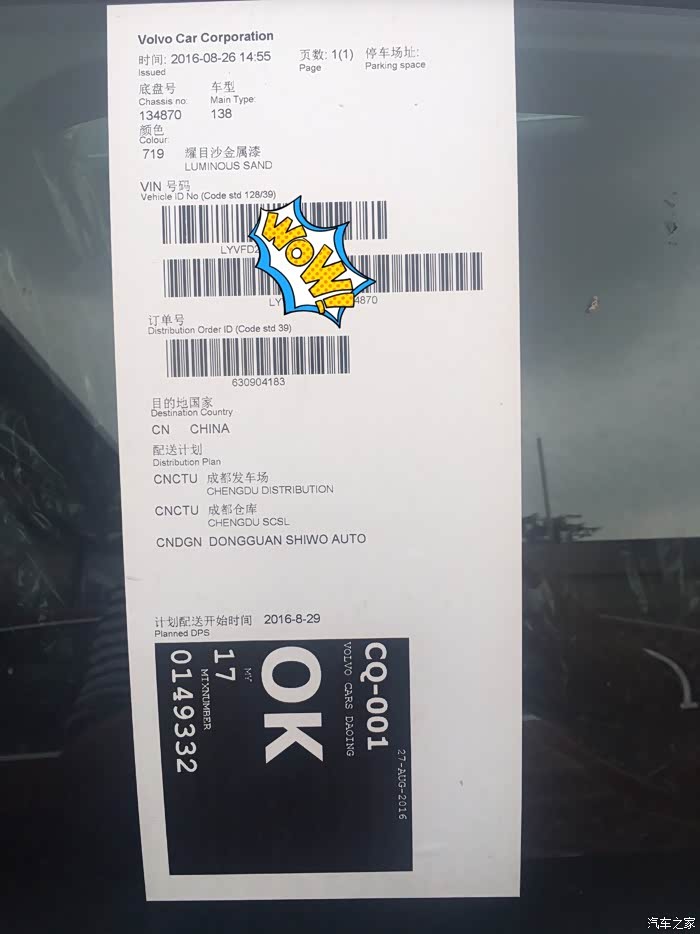 Volvo Car Corporation
时间: 2016-08-26 14:55 页数: 1(1) 停车场址:
Issued Page Parking space
底盘号 车型
Chassis no: Main Type:
134870 138
颜色
Colour:
719 耀目沙金属漆
LUMINOUS SAND
VIN 号码
Vehicle ID No (Code std 128/39)
LYVFD
WOW!
LY 4870
订单号
Distribution Order ID (Code std 39)
630904183
目的地国家
Destination Country
CN CHINA
配送计划
Distribution Plan
CNCTU 成都发车场
CHENGDU DISTRIBUTION
CNCTU 成都仓库
CHENGDU SCSL
CNDGN DONGGUAN SHIWO AUTO
计划配送开始时间 2016-8-29
Planned DPS
27-AUG-2016
CQ-001
VOLVO CARS DAQING
OK
MY
17
MIXNUMBER
0149332
汽车之家